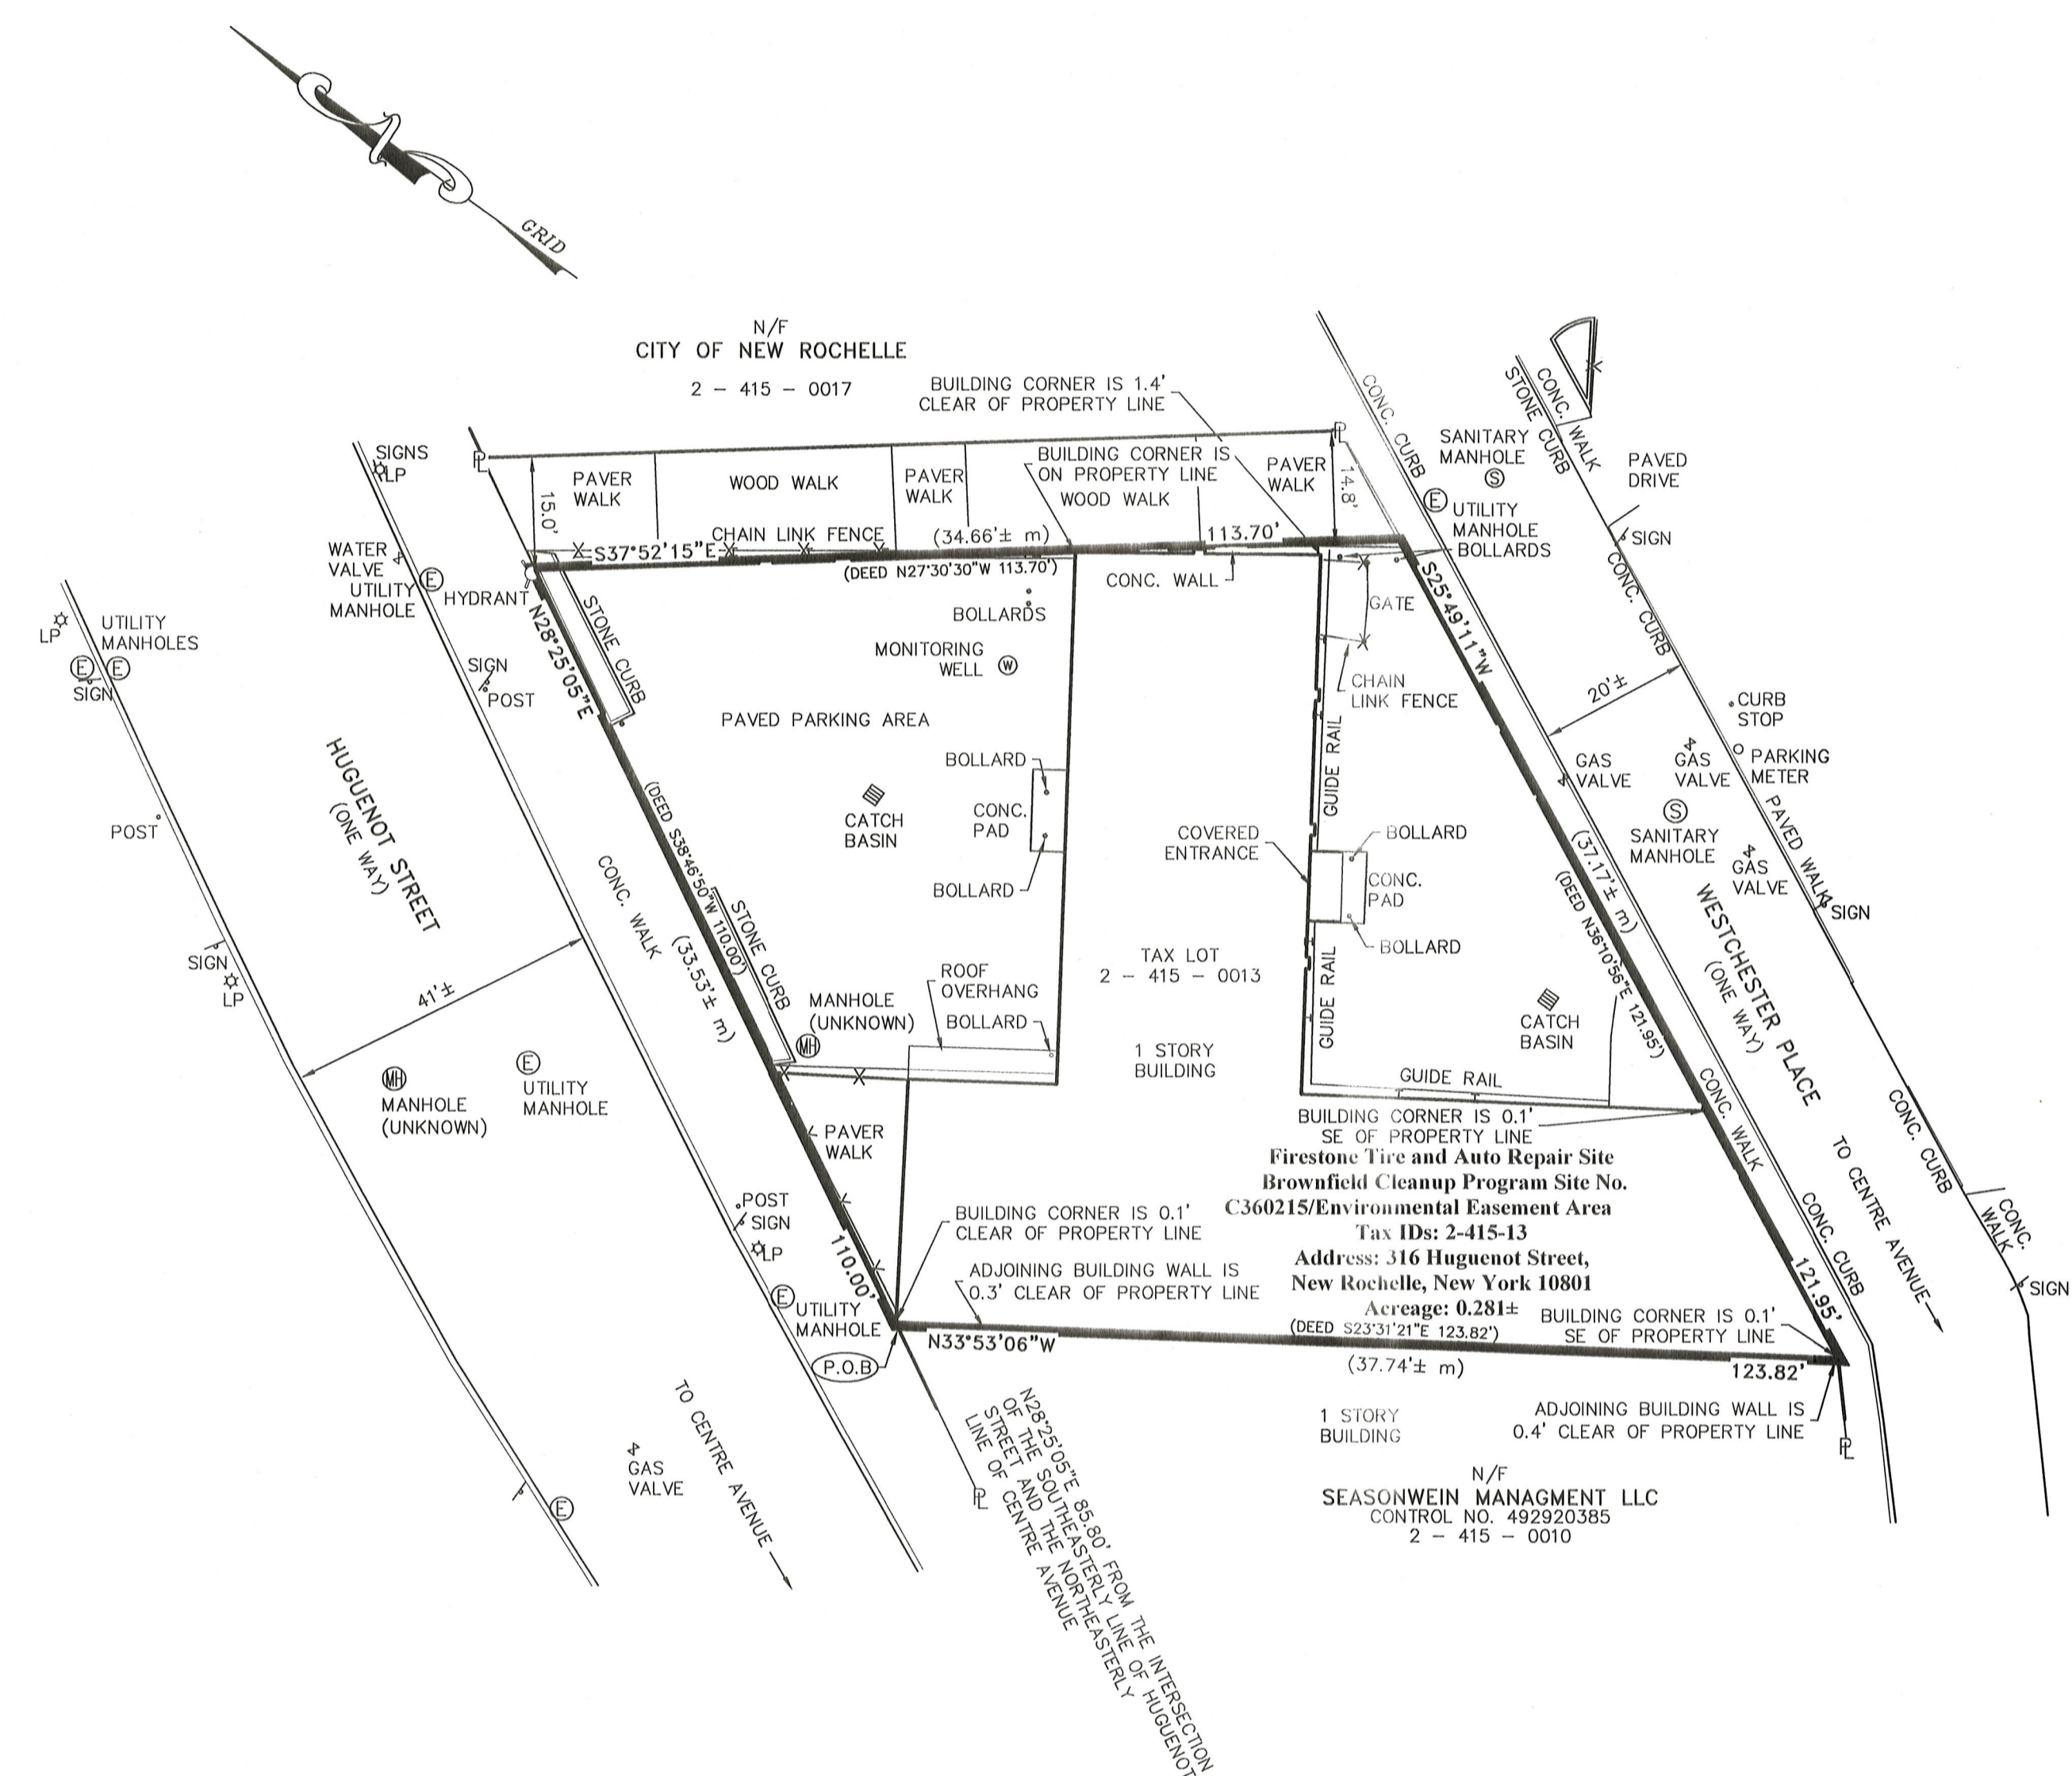 GRID
N/F
CITY OF NEW ROCHELLE
2 - 415 - 0017
BUILDING CORNER IS 1.4'
CLEAR OF PROPERTY LINE
BUILDING CORNER IS
ON PROPERTY LINE
SIGNS
LP
PL
15.0'
PAVER
WALK
WOOD WALK
PAVER
WALK
WOOD WALK
PAVER
WALK
14.8'
PL
CONC. CURB
SANITARY
MANHOLE
S
E
UTILITY
MANHOLE
BOLLARDS
STONE CURB
CONC. WALK
PAVED
DRIVE
SIGN
CONC. CURB
CHAIN LINK FENCE
(34.66'± m)
113.70'
S37°52'15"E
(DEED N27°30'30"W 113.70')
CONC. WALL
WATER
VALVE
UTILITY
MANHOLE
E
HYDRANT
N28°25'05"E
STONE CURB
BOLLARDS
MONITORING
WELL
W
GATE
CHAIN
LINK FENCE
S25°49'11"W
20'±
CURB
STOP
LP
UTILITY
MANHOLES
E
E
SIGN
SIGN
POST
PAVED PARKING AREA
HUGUENOT STREET
(ONE WAY)
POST
SIGN
LP
41'±
CONC. WALK
(DEED S38°46'50"W 110.00')
(33.53'± m)
STONE CURB
CATCH
BASIN
BOLLARD
CONC.
PAD
BOLLARD
GUIDE RAIL
COVERED
ENTRANCE
BOLLARD
CONC.
PAD
BOLLARD
GUIDE RAIL
TAX LOT
2 - 415 - 0013
1 STORY
BUILDING
ROOF
OVERHANG
BOLLARD
MANHOLE
(UNKNOWN)
MH
GAS
VALVE
GAS
VALVE
PARKING
METER
S
SANITARY
MANHOLE
GAS
VALVE
PAVED WALK
SIGN
(37.17'± m)
(DEED N36°10'56"E 121.95')
WESTCHESTER PLACE
(ONE WAY)
CATCH
BASIN
GUIDE RAIL
CONC. WALK
CONC. CURB
TO CENTRE AVENUE
CONC. CURB
CONC.
WALK
SIGN
MH
MANHOLE
(UNKNOWN)
E
UTILITY
MANHOLE
PAVER
WALK
POST
SIGN
LP
E
UTILITY
MANHOLE
110.00'
BUILDING CORNER IS 0.1'
SE OF PROPERTY LINE
Firestone Tire and Auto Repair Site
Brownfield Cleanup Program Site No.
C360215/Environmental Easement Area
Tax IDs: 2-415-13
Address: 316 Huguenot Street,
New Rochelle, New York 10801
Acreage: 0.281±
(DEED S23°31'21"E 123.82')
BUILDING CORNER IS 0.1'
CLEAR OF PROPERTY LINE
ADJOINING BUILDING WALL IS
0.3' CLEAR OF PROPERTY LINE
BUILDING CORNER IS 0.1'
SE OF PROPERTY LINE
121.95'
P.O.B
N33°53'06"W
(37.74'± m)
123.82'
ADJOINING BUILDING WALL IS
0.4' CLEAR OF PROPERTY LINE
PL
1 STORY
BUILDING
N/F
SEASONWEIN MANAGMENT LLC
CONTROL NO. 492920385
2 - 415 - 0010
TO CENTRE AVENUE
GAS
VALVE
E
PL
N28°25'05"E 85.80' FROM THE INTERSECTION
OF THE SOUTHEASTERLY LINE OF HUGUENOT
STREET AND THE NORTHEASTERLY
LINE OF CENTRE AVENUE